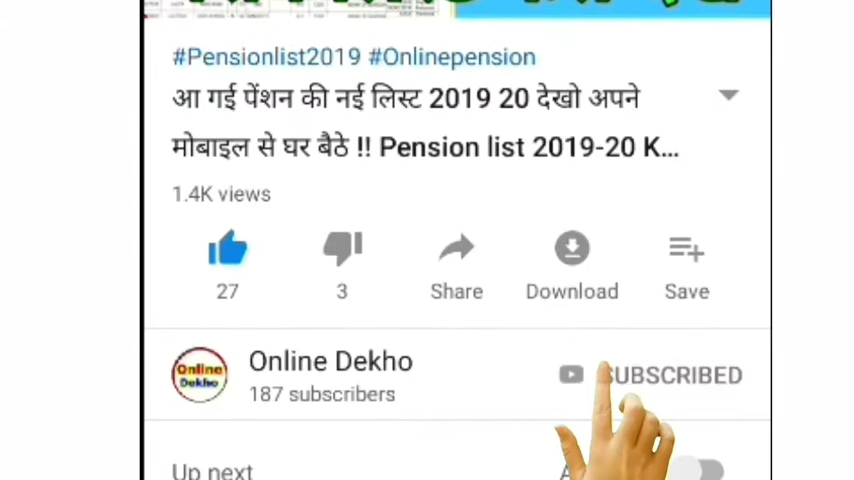 #Pensionlist2019 #Onlinepension
आ गई पेंशन की नई लिस्ट 2019 20 देखो अपने
मोबाइल से घर बैठे !! Pension list 2019-20 K...
1.4K views
27 3 Share Download Save
Online Dekho
Online Dekho SUBSCRIBED
187 subscribers
Up next